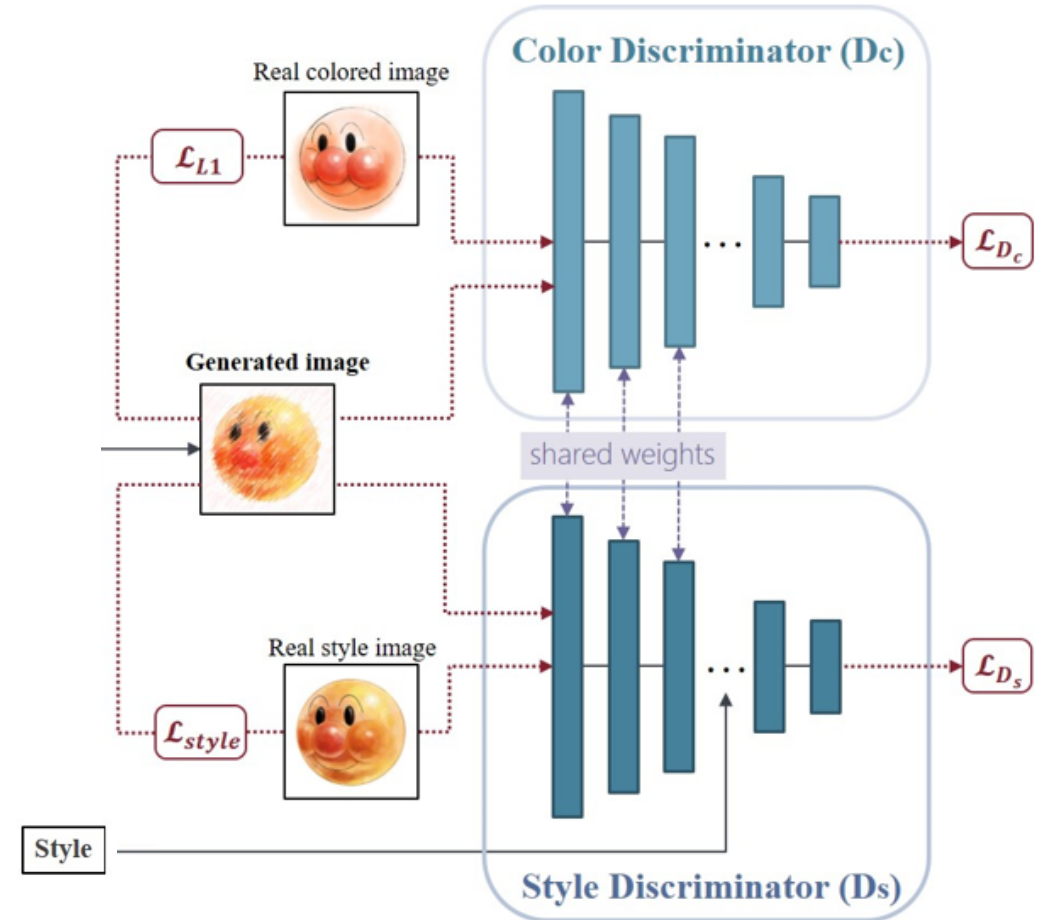 Color Discriminator (Dc)
Real colored image
ℒL1
ℒDc
Generated image
shared weights
Real style image
ℒDs
ℒstyle
Style
Style Discriminator (Ds)